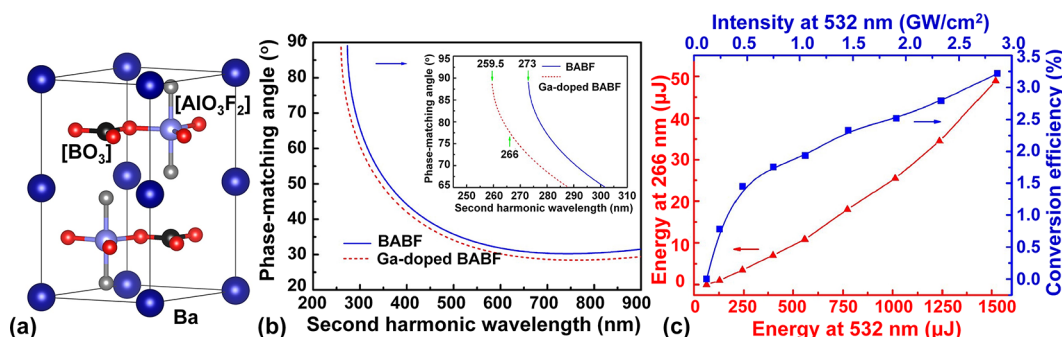 [AlO3F2]
[BO3]
Ba
(a)
Phase-matching angle (°)
90
80
70
60
50
40
30
20
200 300 400 500 600 700 800 900
Second harmonic wavelength (nm)
BABF
Ga-doped BABF
Phase-matching angle (°)
95
90
85
80
75
70
65
259.5
273
BABF
Ga-doped BABF
266
250 260 270 280 290 300 310
Second harmonic wavelength (nm)
(b)
Intensity at 532 nm (GW/cm2)
0.0 0.5 1.0 1.5 2.0 2.5 3.0
Energy at 266 nm (µJ)
50
40
30
20
10
0
3.5
3.0
2.5
2.0
1.5
1.0
0.5
0.0
Conversion efficiency (%)
0 250 500 750 1000 1250 1500
Energy at 532 nm (µJ)
(c)